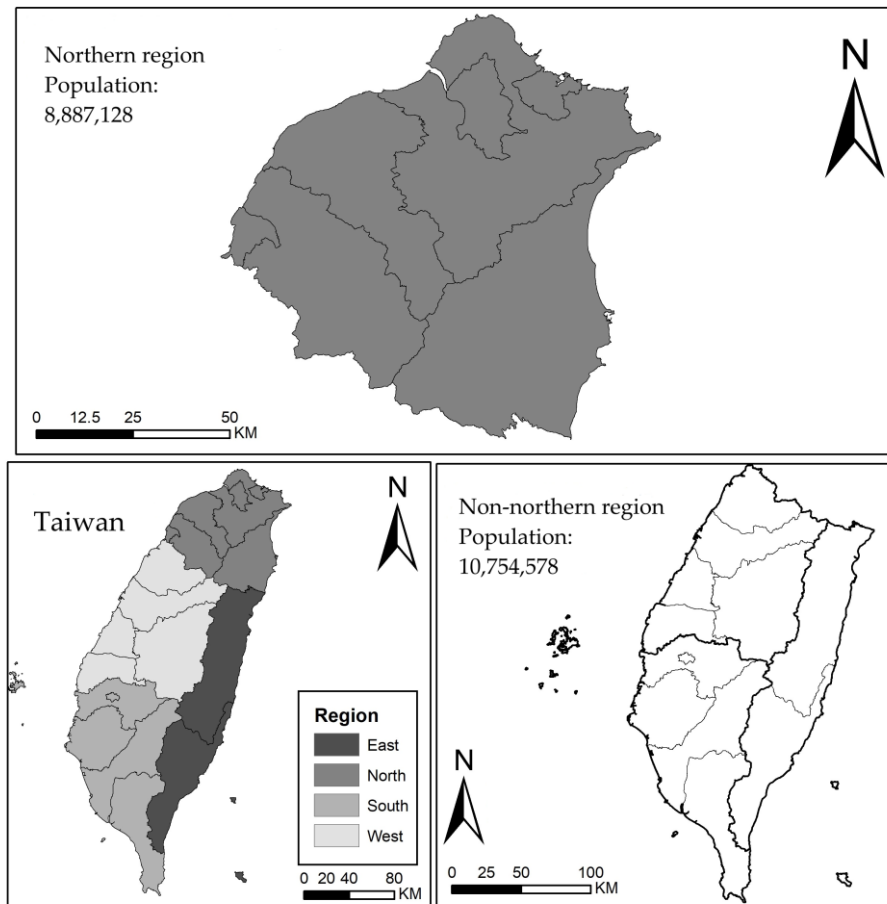 Northern region
Population:
8,887,128
N
0 12.5 25 50
KM
Taiwan
N
Region
East
North
South
West
0 20 40 80
KM
Non-northern region
Population:
10,754,578
N
0 25 50 100
KM